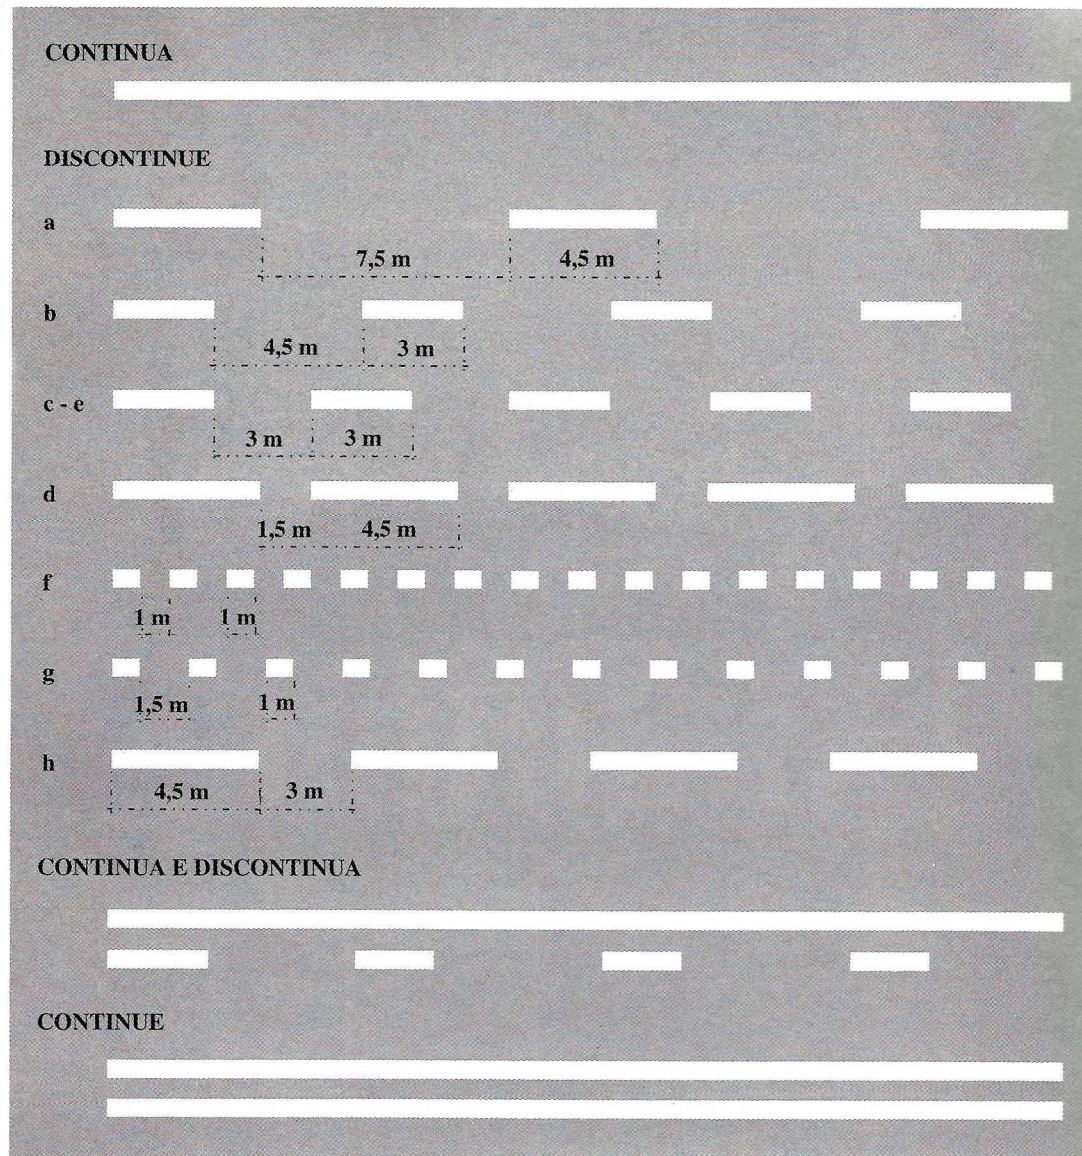 CONTINUA
DISCONTINUE
a
7,5 m 4,5 m
b
4,5 m 3 m
c - e
3 m 3 m
d
1,5 m 4,5 m
f
1 m 1 m
g
1,5 m 1 m
h
4,5 m 3 m
CONTINUA E DISCONTINUA
CONTINUE